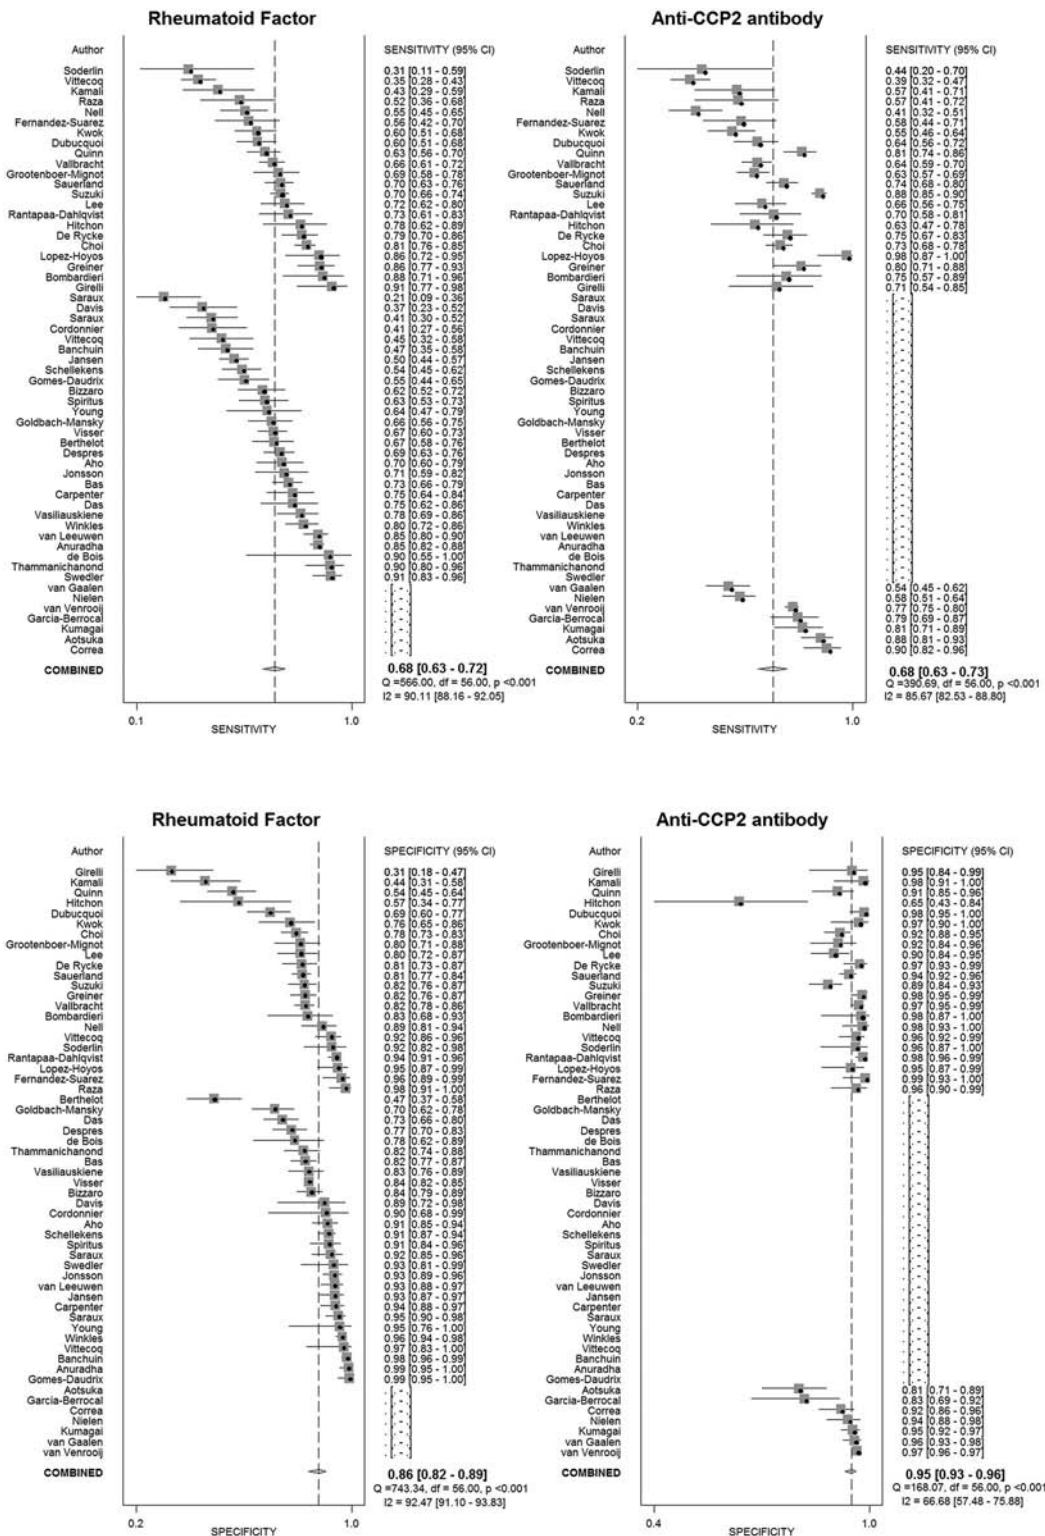 Rheumatoid Factor
Author SENSITIVITY (95% CI)
Soderlin 0.31 [0.11 - 0.59]
Vittecoq 0.35 [0.28 - 0.43]
Kamali 0.43 [0.29 - 0.59]
Raza 0.52 [0.36 - 0.68]
Nell 0.55 [0.45 - 0.65]
Fernandez-Suarez 0.56 [0.42 - 0.70]
Kwok 0.60 [0.51 - 0.68]
Dubucquoi 0.60 [0.51 - 0.68]
Quinn 0.63 [0.56 - 0.70]
Vallbracht 0.66 [0.61 - 0.72]
Grootenboer-Mignot 0.69 [0.58 - 0.78]
Sauerland 0.70 [0.63 - 0.76]
Suzuki 0.70 [0.66 - 0.74]
Lee 0.72 [0.62 - 0.80]
Rantapaa-Dahlqvist 0.73 [0.61 - 0.83]
Hitchon 0.78 [0.62 - 0.89]
De Rycke 0.79 [0.70 - 0.86]
Choi 0.81 [0.76 - 0.85]
Lopez-Hoyos 0.86 [0.72 - 0.95]
Greiner 0.86 [0.77 - 0.93]
Bombardieri 0.88 [0.71 - 0.96]
Girelli 0.91 [0.77 - 0.98]
Saraux 0.21 [0.09 - 0.36]
Davis 0.37 [0.23 - 0.52]
Saraux 0.41 [0.30 - 0.52]
Cordonnier 0.41 [0.27 - 0.56]
Vittecoq 0.45 [0.32 - 0.58]
Banchuin 0.47 [0.35 - 0.58]
Jansen 0.50 [0.44 - 0.57]
Schellekens 0.54 [0.45 - 0.62]
Gomes-Daudrix 0.55 [0.44 - 0.65]
Bizzaro 0.62 [0.52 - 0.72]
Spiritus 0.63 [0.53 - 0.73]
Young 0.64 [0.47 - 0.79]
Goldbach-Mansky 0.66 [0.56 - 0.75]
Visser 0.67 [0.60 - 0.73]
Berthelot 0.67 [0.58 - 0.76]
Despres 0.69 [0.63 - 0.76]
Aho 0.70 [0.60 - 0.79]
Jonsson 0.71 [0.59 - 0.82]
Bas 0.73 [0.66 - 0.79]
Carpenter 0.75 [0.64 - 0.84]
Das 0.75 [0.62 - 0.86]
Vasiliauskiene 0.78 [0.69 - 0.86]
Winkles 0.80 [0.72 - 0.86]
van Leeuwen 0.85 [0.80 - 0.90]
Anuradha 0.85 [0.82 - 0.88]
de Bois 0.90 [0.55 - 1.00]
Thammanichanond 0.90 [0.80 - 0.96]
Swedler 0.91 [0.83 - 0.96]
COMBINED 0.68 [0.63 - 0.72]
Q =566.00, df = 56.00, p <.001
I2 = 90.11 [88.16 - 92.05]
0.1 1.0
SENSITIVITY
Anti-CCP2 antibody
Author SENSITIVITY (95% CI)
Soderlin 0.44 [0.20 - 0.70]
Vittecoq 0.39 [0.32 - 0.47]
Kamali 0.57 [0.41 - 0.71]
Raza 0.57 [0.41 - 0.72]
Nell 0.41 [0.32 - 0.51]
Fernandez-Suarez 0.58 [0.44 - 0.71]
Kwok 0.55 [0.46 - 0.64]
Dubucquoi 0.64 [0.56 - 0.72]
Quinn 0.81 [0.74 - 0.86]
Vallbracht 0.64 [0.59 - 0.70]
Grootenboer-Mignot 0.63 [0.57 - 0.69]
Sauerland 0.74 [0.68 - 0.80]
Suzuki 0.88 [0.85 - 0.90]
Lee 0.66 [0.56 - 0.75]
Rantapaa-Dahlqvist 0.70 [0.58 - 0.81]
Hitchon 0.63 [0.47 - 0.78]
De Rycke 0.75 [0.67 - 0.83]
Choi 0.73 [0.68 - 0.78]
Lopez-Hoyos 0.98 [0.87 - 1.00]
Greiner 0.80 [0.71 - 0.88]
Bombardieri 0.75 [0.57 - 0.89]
Girelli 0.71 [0.54 - 0.85]
Saraux
Davis
Saraux
Cordonnier
Vittecoq
Banchuin
Jansen
Schellekens
Gomes-Daudrix
Bizzaro
Spiritus
Young
Goldbach-Mansky
Visser
Berthelot
Despres
Aho
Jonsson
Bas
Carpenter
Das
Vasiliauskiene
Winkles
van Leeuwen
Anuradha
de Bois
Thammanichanond
Swedler
van Gaalen 0.54 [0.45 - 0.62]
Nielen 0.58 [0.51 - 0.64]
van Venrooij 0.77 [0.75 - 0.80]
Garcia-Berrocal 0.79 [0.69 - 0.87]
Kumagai 0.81 [0.71 - 0.89]
Aotsuka 0.88 [0.81 - 0.93]
Correa 0.90 [0.82 - 0.96]
COMBINED 0.68 [0.63 - 0.73]
Q =390.69, df = 56.00, p <.001
I2 = 85.67 [82.53 - 88.80]
0.2 1.0
SENSITIVITY
Rheumatoid Factor
Author SPECIFICITY (95% CI)
Girelli 0.31 [0.18 - 0.47]
Kamali 0.44 [0.31 - 0.58]
Quinn 0.54 [0.45 - 0.64]
Hitchon 0.57 [0.34 - 0.77]
Dubucquoi 0.69 [0.60 - 0.77]
Kwok 0.76 [0.65 - 0.86]
Choi 0.78 [0.73 - 0.83]
Grootenboer-Mignot 0.80 [0.71 - 0.88]
Lee 0.80 [0.72 - 0.87]
De Rycke 0.81 [0.73 - 0.87]
Sauerland 0.81 [0.77 - 0.84]
Suzuki 0.82 [0.76 - 0.87]
Greiner 0.82 [0.76 - 0.87]
Vallbracht 0.82 [0.78 - 0.86]
Bombardieri 0.83 [0.68 - 0.93]
Nell 0.89 [0.81 - 0.94]
Vittecoq 0.92 [0.86 - 0.96]
Soderlin 0.92 [0.82 - 0.98]
Rantapaa-Dahlqvist 0.94 [0.91 - 0.96]
Lopez-Hoyos 0.95 [0.87 - 0.99]
Fernandez-Suarez 0.96 [0.89 - 0.99]
Raza 0.98 [0.91 - 1.00]
Berthelot 0.47 [0.37 - 0.58]
Goldbach-Mansky 0.70 [0.62 - 0.78]
Das 0.73 [0.66 - 0.80]
Despres 0.77 [0.70 - 0.83]
de Bois 0.78 [0.62 - 0.89]
Thammanichanond 0.82 [0.74 - 0.88]
Bas 0.82 [0.77 - 0.87]
Vasiliauskiene 0.83 [0.76 - 0.89]
Visser 0.84 [0.82 - 0.85]
Bizzaro 0.84 [0.79 - 0.89]
Davis 0.89 [0.72 - 0.98]
Cordonnier 0.90 [0.68 - 0.99]
Aho 0.91 [0.85 - 0.94]
Schellekens 0.91 [0.87 - 0.94]
Spiritus 0.91 [0.84 - 0.96]
Saraux 0.92 [0.85 - 0.96]
Swedler 0.93 [0.81 - 0.99]
Jonsson 0.93 [0.89 - 0.96]
van Leeuwen 0.93 [0.88 - 0.97]
Jansen 0.93 [0.87 - 0.97]
Carpenter 0.94 [0.88 - 0.97]
Saraux 0.95 [0.90 - 0.98]
Young 0.95 [0.76 - 1.00]
Winkles 0.96 [0.94 - 0.98]
Vittecoq 0.97 [0.83 - 1.00]
Banchuin 0.98 [0.96 - 0.99]
Anuradha 0.99 [0.95 - 1.00]
Gomes-Daudrix 0.99 [0.95 - 1.00]
COMBINED 0.86 [0.82 - 0.89]
Q =743.34, df = 56.00, p <.001
I2 = 92.47 [91.10 - 93.83]
0.2 1.0
SPECIFICITY
Anti-CCP2 antibody
Author SPECIFICITY (95% CI)
Girelli 0.95 [0.84 - 0.99]
Kamali 0.98 [0.91 - 1.00]
Quinn 0.91 [0.85 - 0.96]
Hitchon 0.65 [0.43 - 0.84]
Dubucquoi 0.98 [0.95 - 1.00]
Kwok 0.97 [0.90 - 1.00]
Choi 0.92 [0.88 - 0.95]
Grootenboer-Mignot 0.92 [0.84 - 0.96]
Lee 0.90 [0.84 - 0.95]
De Rycke 0.97 [0.93 - 0.99]
Sauerland 0.94 [0.92 - 0.96]
Suzuki 0.89 [0.84 - 0.93]
Greiner 0.98 [0.95 - 0.99]
Vallbracht 0.97 [0.95 - 0.99]
Bombardieri 0.98 [0.87 - 1.00]
Nell 0.98 [0.93 - 1.00]
Vittecoq 0.96 [0.92 - 0.99]
Soderlin 0.96 [0.87 - 1.00]
Rantapaa-Dahlqvist 0.98 [0.96 - 0.99]
Lopez-Hoyos 0.95 [0.87 - 0.99]
Fernandez-Suarez 0.99 [0.93 - 1.00]
Raza 0.96 [0.90 - 0.99]
Berthelot
Goldbach-Mansky
Das
Despres
de Bois
Thammanichanond
Bas
Vasiliauskiene
Visser
Bizzaro
Davis
Cordonnier
Aho
Schellekens
Spiritus
Saraux
Swedler
Jonsson
van Leeuwen
Jansen
Carpenter
Saraux
Young
Winkles
Vittecoq
Banchuin
Anuradha
Gomes-Daudrix
Aotsuka 0.81 [0.71 - 0.89]
Garcia-Berrocal 0.83 [0.69 - 0.92]
Correa 0.92 [0.86 - 0.96]
Nielen 0.94 [0.88 - 0.98]
Kumagai 0.95 [0.92 - 0.97]
van Gaalen 0.96 [0.93 - 0.98]
van Venrooij 0.97 [0.96 - 0.97]
COMBINED 0.95 [0.93 - 0.96]
Q =168.07, df = 56.00, p <.001
I2 = 66.68 [57.48 - 75.88]
0.4 1.0
SPECIFICITY